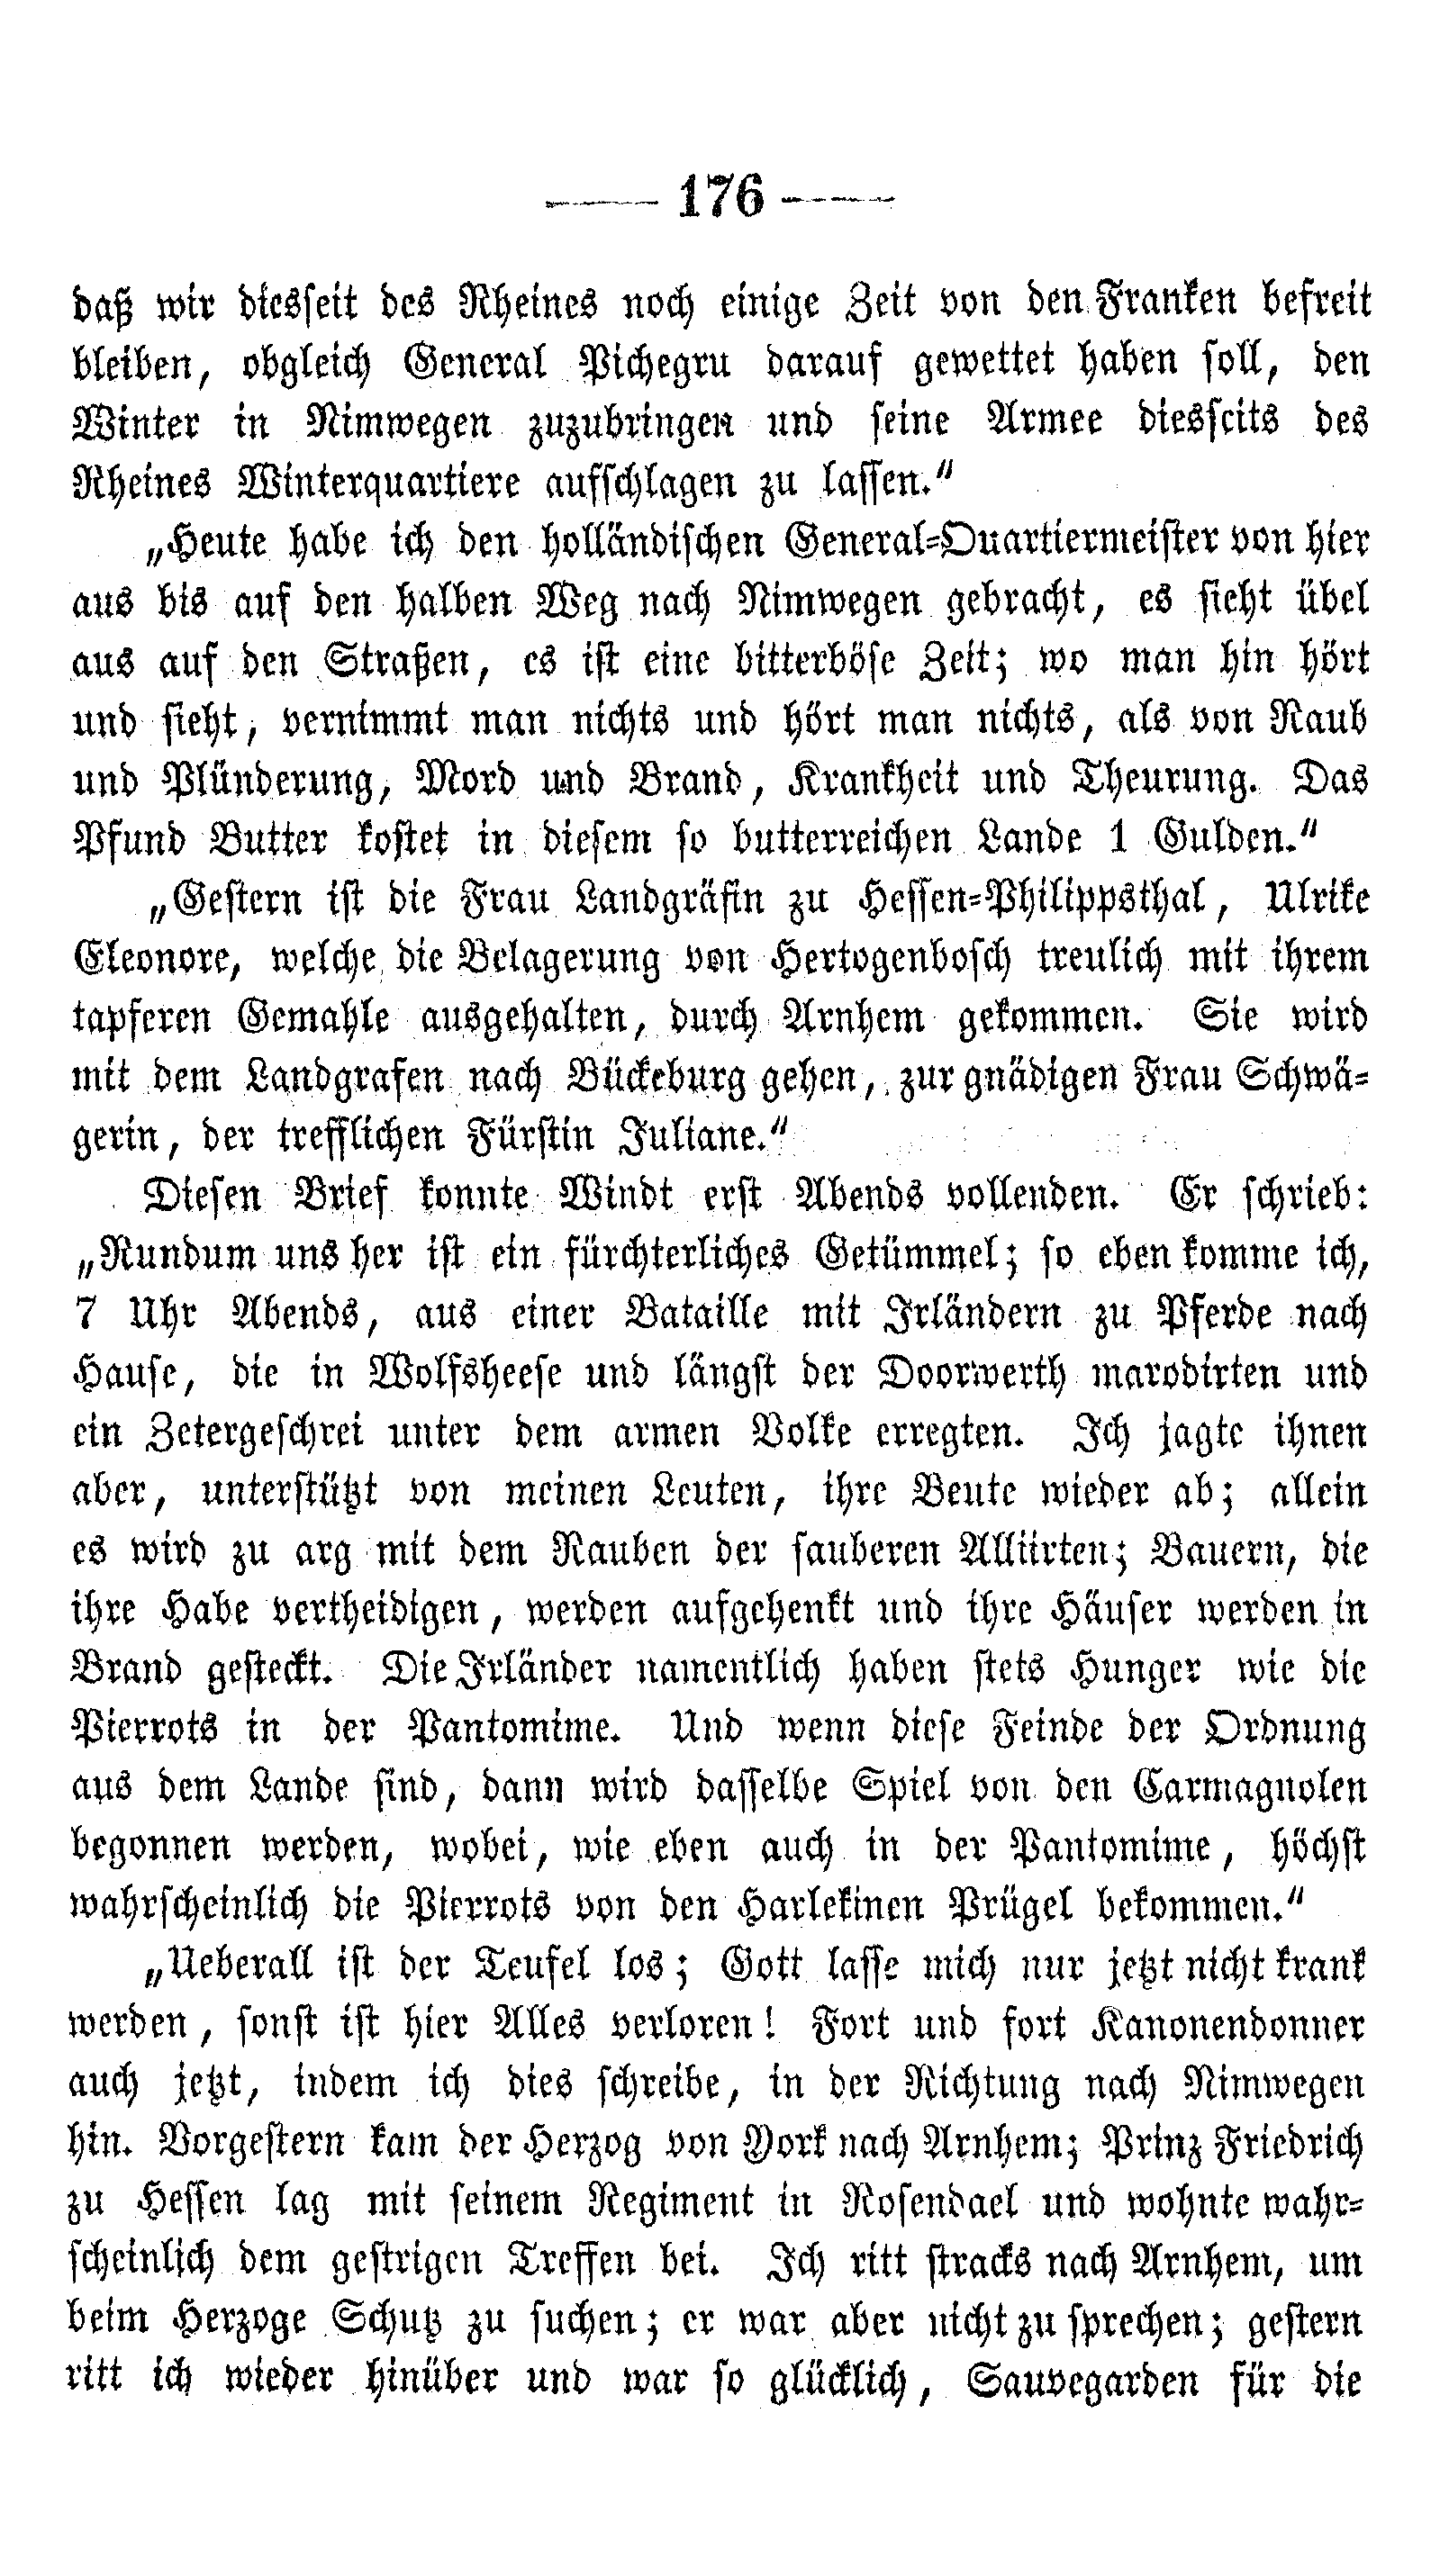 176
daß wir diesseit des Rheines noch einige Zeit von den Franken befreit
bleiben, obgleich General Pichegru darauf gewettet haben soll, den
Winter in Nimwegen zuzubringen und seine Armee diesseits des
Rheines Winterquartiere aufschlagen zu lassen.“
„Heute habe ich den holländischen General-Quartiermeister von hier
aus bis auf den halben Weg nach Nimwegen gebracht, es sieht übel
aus auf den Straßen, es ist eine bitterböse Zeit; wo man hin hört
und sieht, vernimmt man nichts und hört man nichts, als von Raub
und Plünderung, Mord und Brand, Krankheit und Theurung. Das
Pfund Butter kostet in diesem so butterreichen Lande 1 Gulden.“
„Gestern ist die Frau Landgräfin zu Hessen-Philippsthal, Ulrike
Eleonore, welche die Belagerung von Hertogenbosch treulich mit ihrem
tapferen Gemahle ausgehalten, durch Arnhem gekommen. Sie wird
mit dem Landgrafen nach Bückeburg gehen, zur gnädigen Frau Schwä-
gerin, der trefflichen Fürstin Juliane.“
Diesen Brief konnte Windt erst Abends vollenden. Er schrieb:
„Rundum uns her ist ein fürchterliches Getümmel; so eben komme ich,
7 Uhr Abends, aus einer Bataille mit Irländern zu Pferde nach
Hause, die in Wolfsheese und längst der Doorwerth marodirten und
ein Zetergeschrei unter dem armen Volke erregten. Ich jagte ihnen
aber, unterstützt von meinen Leuten, ihre Beute wieder ab; allein
es wird zu arg mit dem Rauben der sauberen Alliirten; Bauern, die
ihre Habe vertheidigen, werden aufgehenkt und ihre Häuser werden in
Brand gesteckt. Die Irländer namentlich haben stets Hunger wie die
Pierrots in der Pantomime. Und wenn diese Feinde der Ordnung
aus dem Lande sind, dann wird dasselbe Spiel von den Carmagnolen
begonnen werden, wobei, wie eben auch in der Pantomime, höchst
wahrscheinlich die Pierrots von den Harlekinen Prügel bekommen.“
„Ueberall ist der Teufel los; Gott lasse mich nur jetzt nicht krank
werden, sonst ist hier Alles verloren! Fort und fort Kanonendonner
auch jetzt, indem ich dies schreibe, in der Richtung nach Nimwegen
hin. Vorgestern kam der Herzog von York nach Arnhem; Prinz Friedrich
zu Hessen lag mit seinem Regiment in Rosendael und wohnte wahr-
scheinlich dem gestrigen Treffen bei. Ich ritt stracks nach Arnhem, um
beim Herzoge Schutz zu suchen; er war aber nicht zu sprechen; gestern
ritt ich wieder hinüber und war so glücklich, Sauvegarden für die